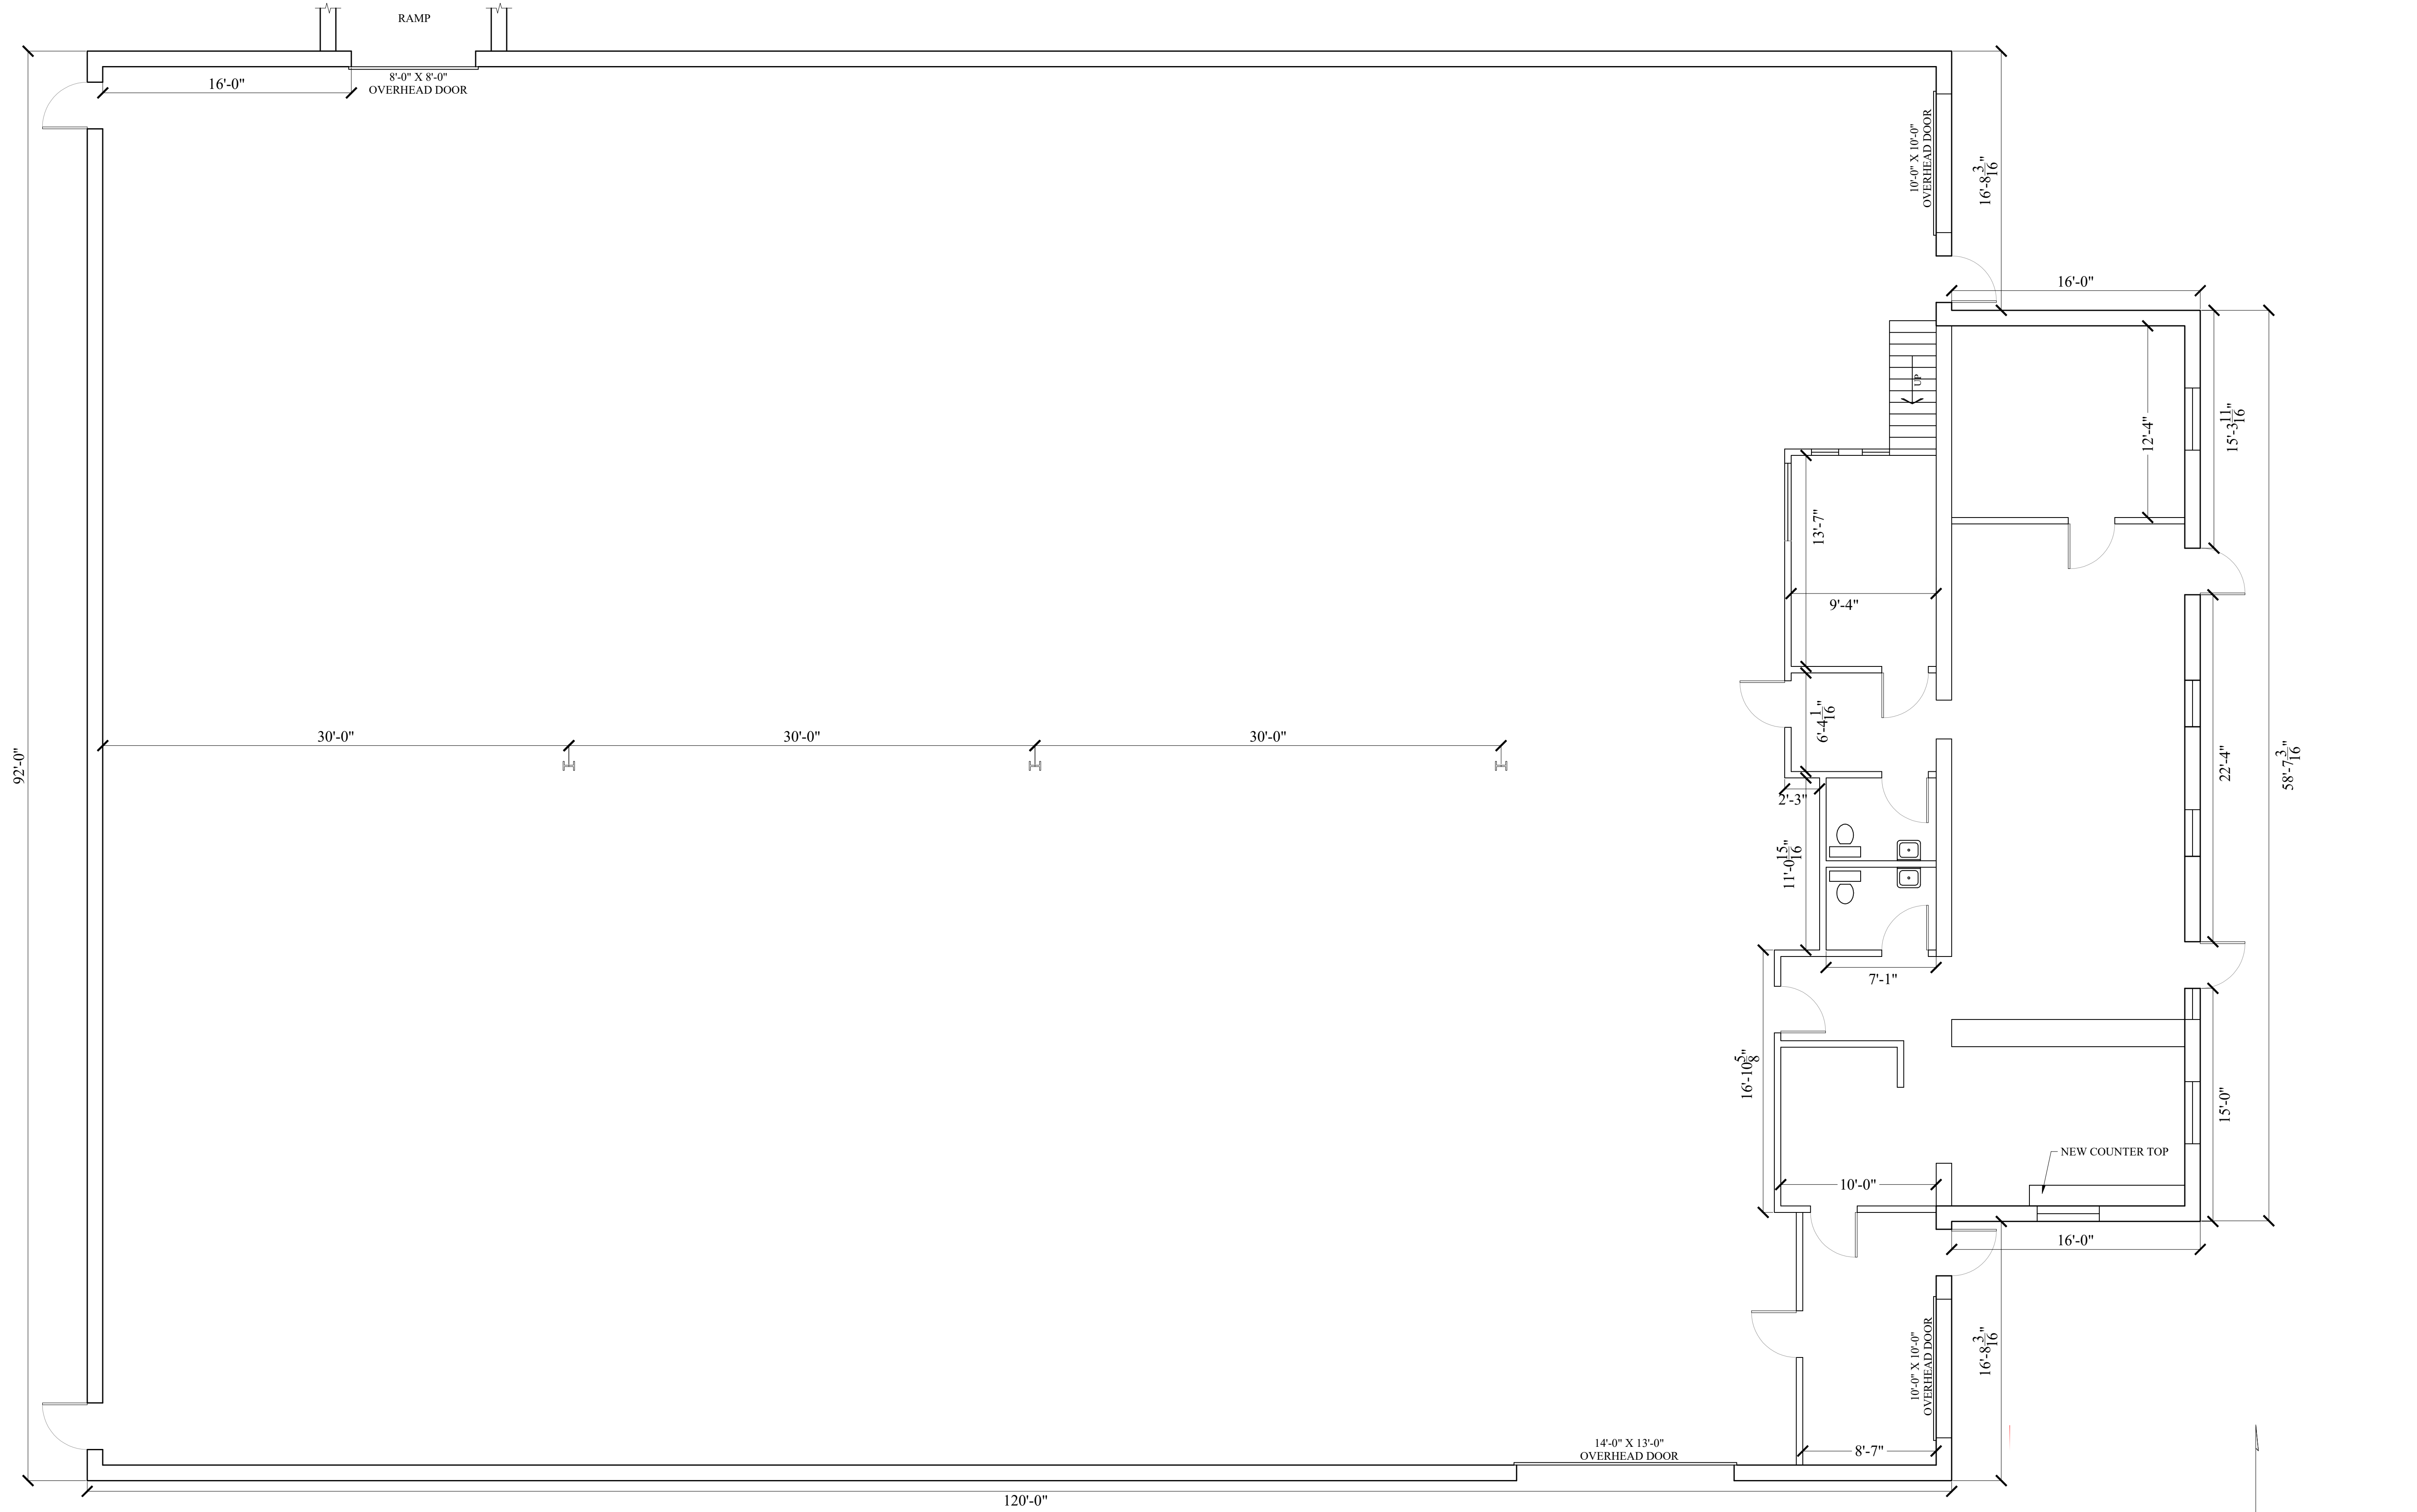 RAMP
16'-0"
8'-0" X 8'-0"
OVERHEAD DOOR
10'-0" X 10'-0"
OVERHEAD DOOR
16'-8 3/16"
16'-0"
UP
12'-4"
15'-3 11/16"
13'-7"
9'-4"
30'-0"
30'-0"
30'-0"
92'-0"
6'-4 1/16"
22'-4"
58'-7 3/16"
2'-3"
11'-0 15/16"
7'-1"
16'-10 5/8"
15'-0"
NEW COUNTER TOP
10'-0"
16'-0"
10'-0" X 10'-0"
OVERHEAD DOOR
16'-8 3/16"
14'-0" X 13'-0"
OVERHEAD DOOR
8'-7"
120'-0"